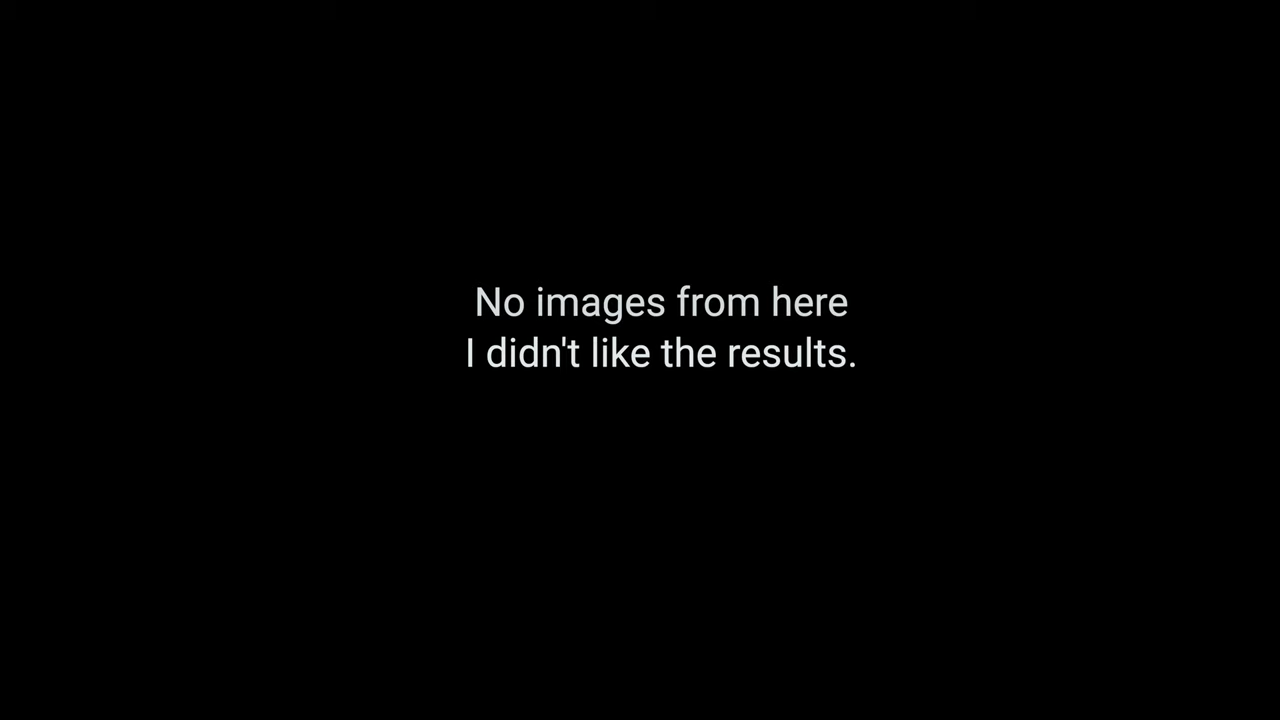 No images from here
I didn't like the results.